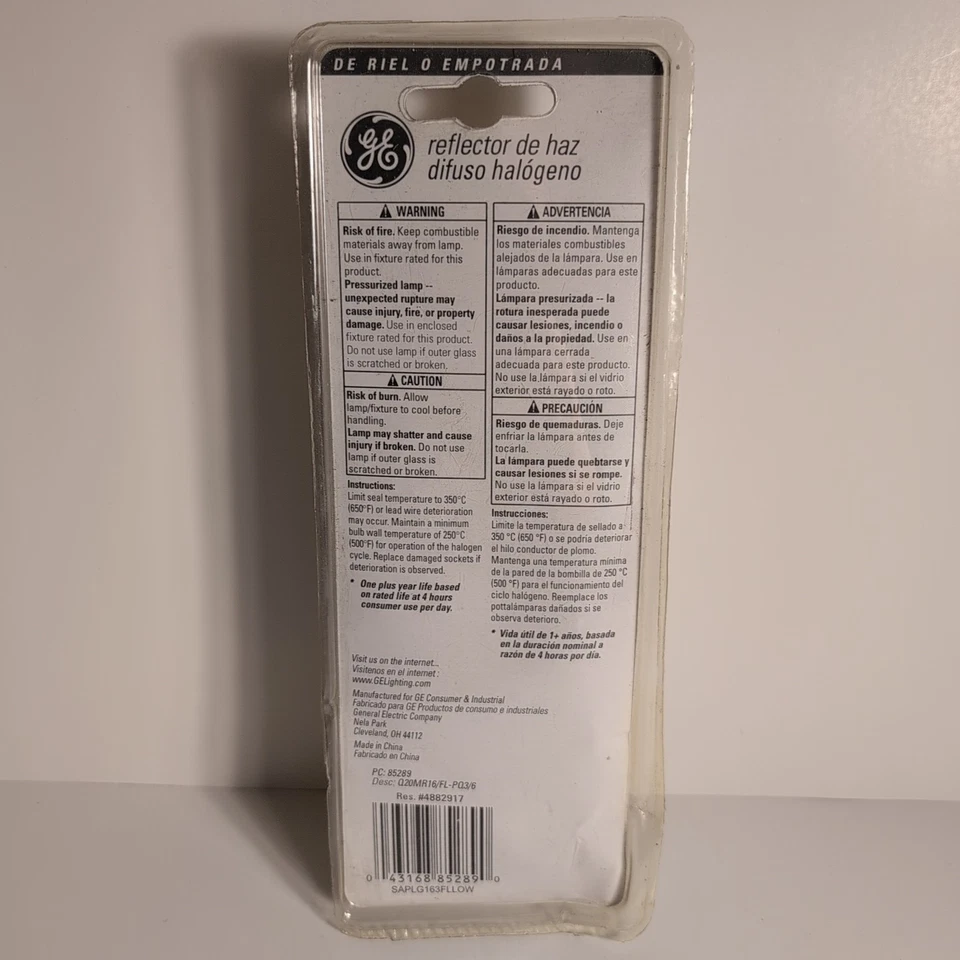 DE RIEL O EMPOTRADA
GE
reflector de haz
difuso halógeno
⚠ WARNING
Risk of fire. Keep combustible
materials away from lamp.
Use in fixture rated for this
product.
Pressurized lamp --
unexpected rupture may
cause injury, fire, or property
damage. Use in enclosed
fixture rated for this product.
Do not use lamp if outer glass
is scratched or broken.
⚠ CAUTION
Risk of burn. Allow
lamp/fixture to cool before
handling.
Lamp may shatter and cause
injury if broken. Do not use
lamp if outer glass is
scratched or broken.
Instructions:
Limit seal temperature to 350°C
(650°F) or lead wire deterioration
may occur. Maintain a minimum
bulb wall temperature of 250°C
(500°F) for operation of the halogen
cycle. Replace damaged sockets if
deterioration is observed.
* One plus year life based
on rated life at 4 hours
consumer use per day.
⚠ ADVERTENCIA
Riesgo de incendio. Mantenga
los materiales combustibles
alejados de la lámpara. Use en
lámparas adecuadas para este
producto.
Lámpara presurizada -- la
rotura inesperada puede
causar lesiones, incendio o
daños a la propiedad. Use en
una lámpara cerrada
adecuada para este producto.
No use la lámpara si el vidrio
exterior está rayado o roto.
⚠ PRECAUCIÓN
Riesgo de quemaduras. Deje
enfriar la lámpara antes de
tocarla.
La lámpara puede quebtarse y
causar lesiones si se rompe.
No use la lámpara si el vidrio
exterior está rayado o roto.
Instrucciones:
Limite la temperatura de sellado a
350 °C (650 °F) o se podría deteriorar
el hilo conductor de plomo.
Mantenga una temperatura mínima
de la pared de la bombilla de 250 °C
(500 °F) para el funcionamiento del
ciclo halógeno. Reemplace los
pottalámparas dañados si se
observa deterioro.
* Vida útil de 1+ años, basada
en la duración nominal a
razón de 4 horas por día.
Visit us on the internet...
Visítenos en el internet :
www.GELighting.com
Manufactured for GE Consumer & Industrial
Fabricado para GE Productos de consumo e industriales
General Electric Company
Nela Park
Cleveland, OH 44112
Made in China
Fabricado en China
PC: 85289
Desc: Q20MR16/FL-PQ3/6
Res. #4882917
0 43168 85289 0
SAPLG163FLLOW